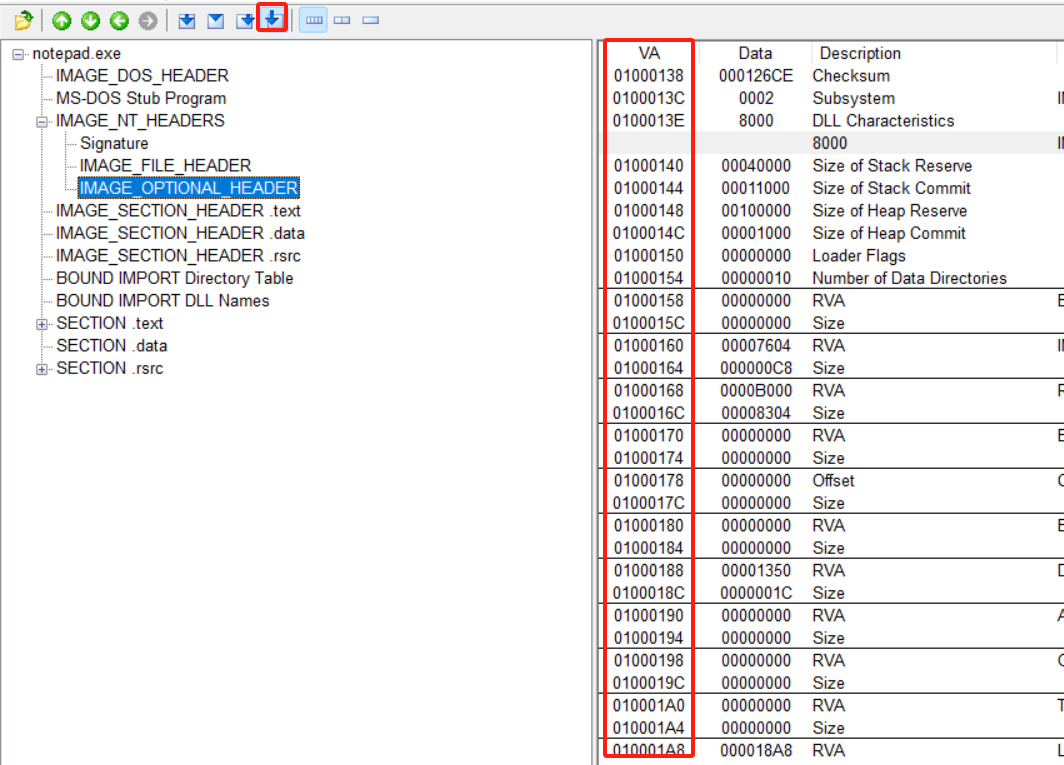 notepad.exe
IMAGE_DOS_HEADER
MS-DOS Stub Program
IMAGE_NT_HEADERS
Signature
IMAGE_FILE_HEADER
IMAGE_OPTIONAL_HEADER
IMAGE_SECTION_HEADER .text
IMAGE_SECTION_HEADER .data
IMAGE_SECTION_HEADER .rsrc
BOUND IMPORT Directory Table
BOUND IMPORT DLL Names
SECTION .text
SECTION .data
SECTION .rsrc
VA Data Description
01000138 000126CE Checksum
0100013C 0002 Subsystem
0100013E 8000 DLL Characteristics
8000
01000140 00040000 Size of Stack Reserve
01000144 00011000 Size of Stack Commit
01000148 00100000 Size of Heap Reserve
0100014C 00001000 Size of Heap Commit
01000150 00000000 Loader Flags
01000154 00000010 Number of Data Directories
01000158 00000000 RVA
0100015C 00000000 Size
01000160 00007604 RVA
01000164 000000C8 Size
01000168 0000B000 RVA
0100016C 00008304 Size
01000170 00000000 RVA
01000174 00000000 Size
01000178 00000000 Offset
0100017C 00000000 Size
01000180 00000000 RVA
01000184 00000000 Size
01000188 00001350 RVA
0100018C 0000001C Size
01000190 00000000 RVA
01000194 00000000 Size
01000198 00000000 RVA
0100019C 00000000 Size
010001A0 00000000 RVA
010001A4 00000000 Size
010001A8 000018A8 RVA